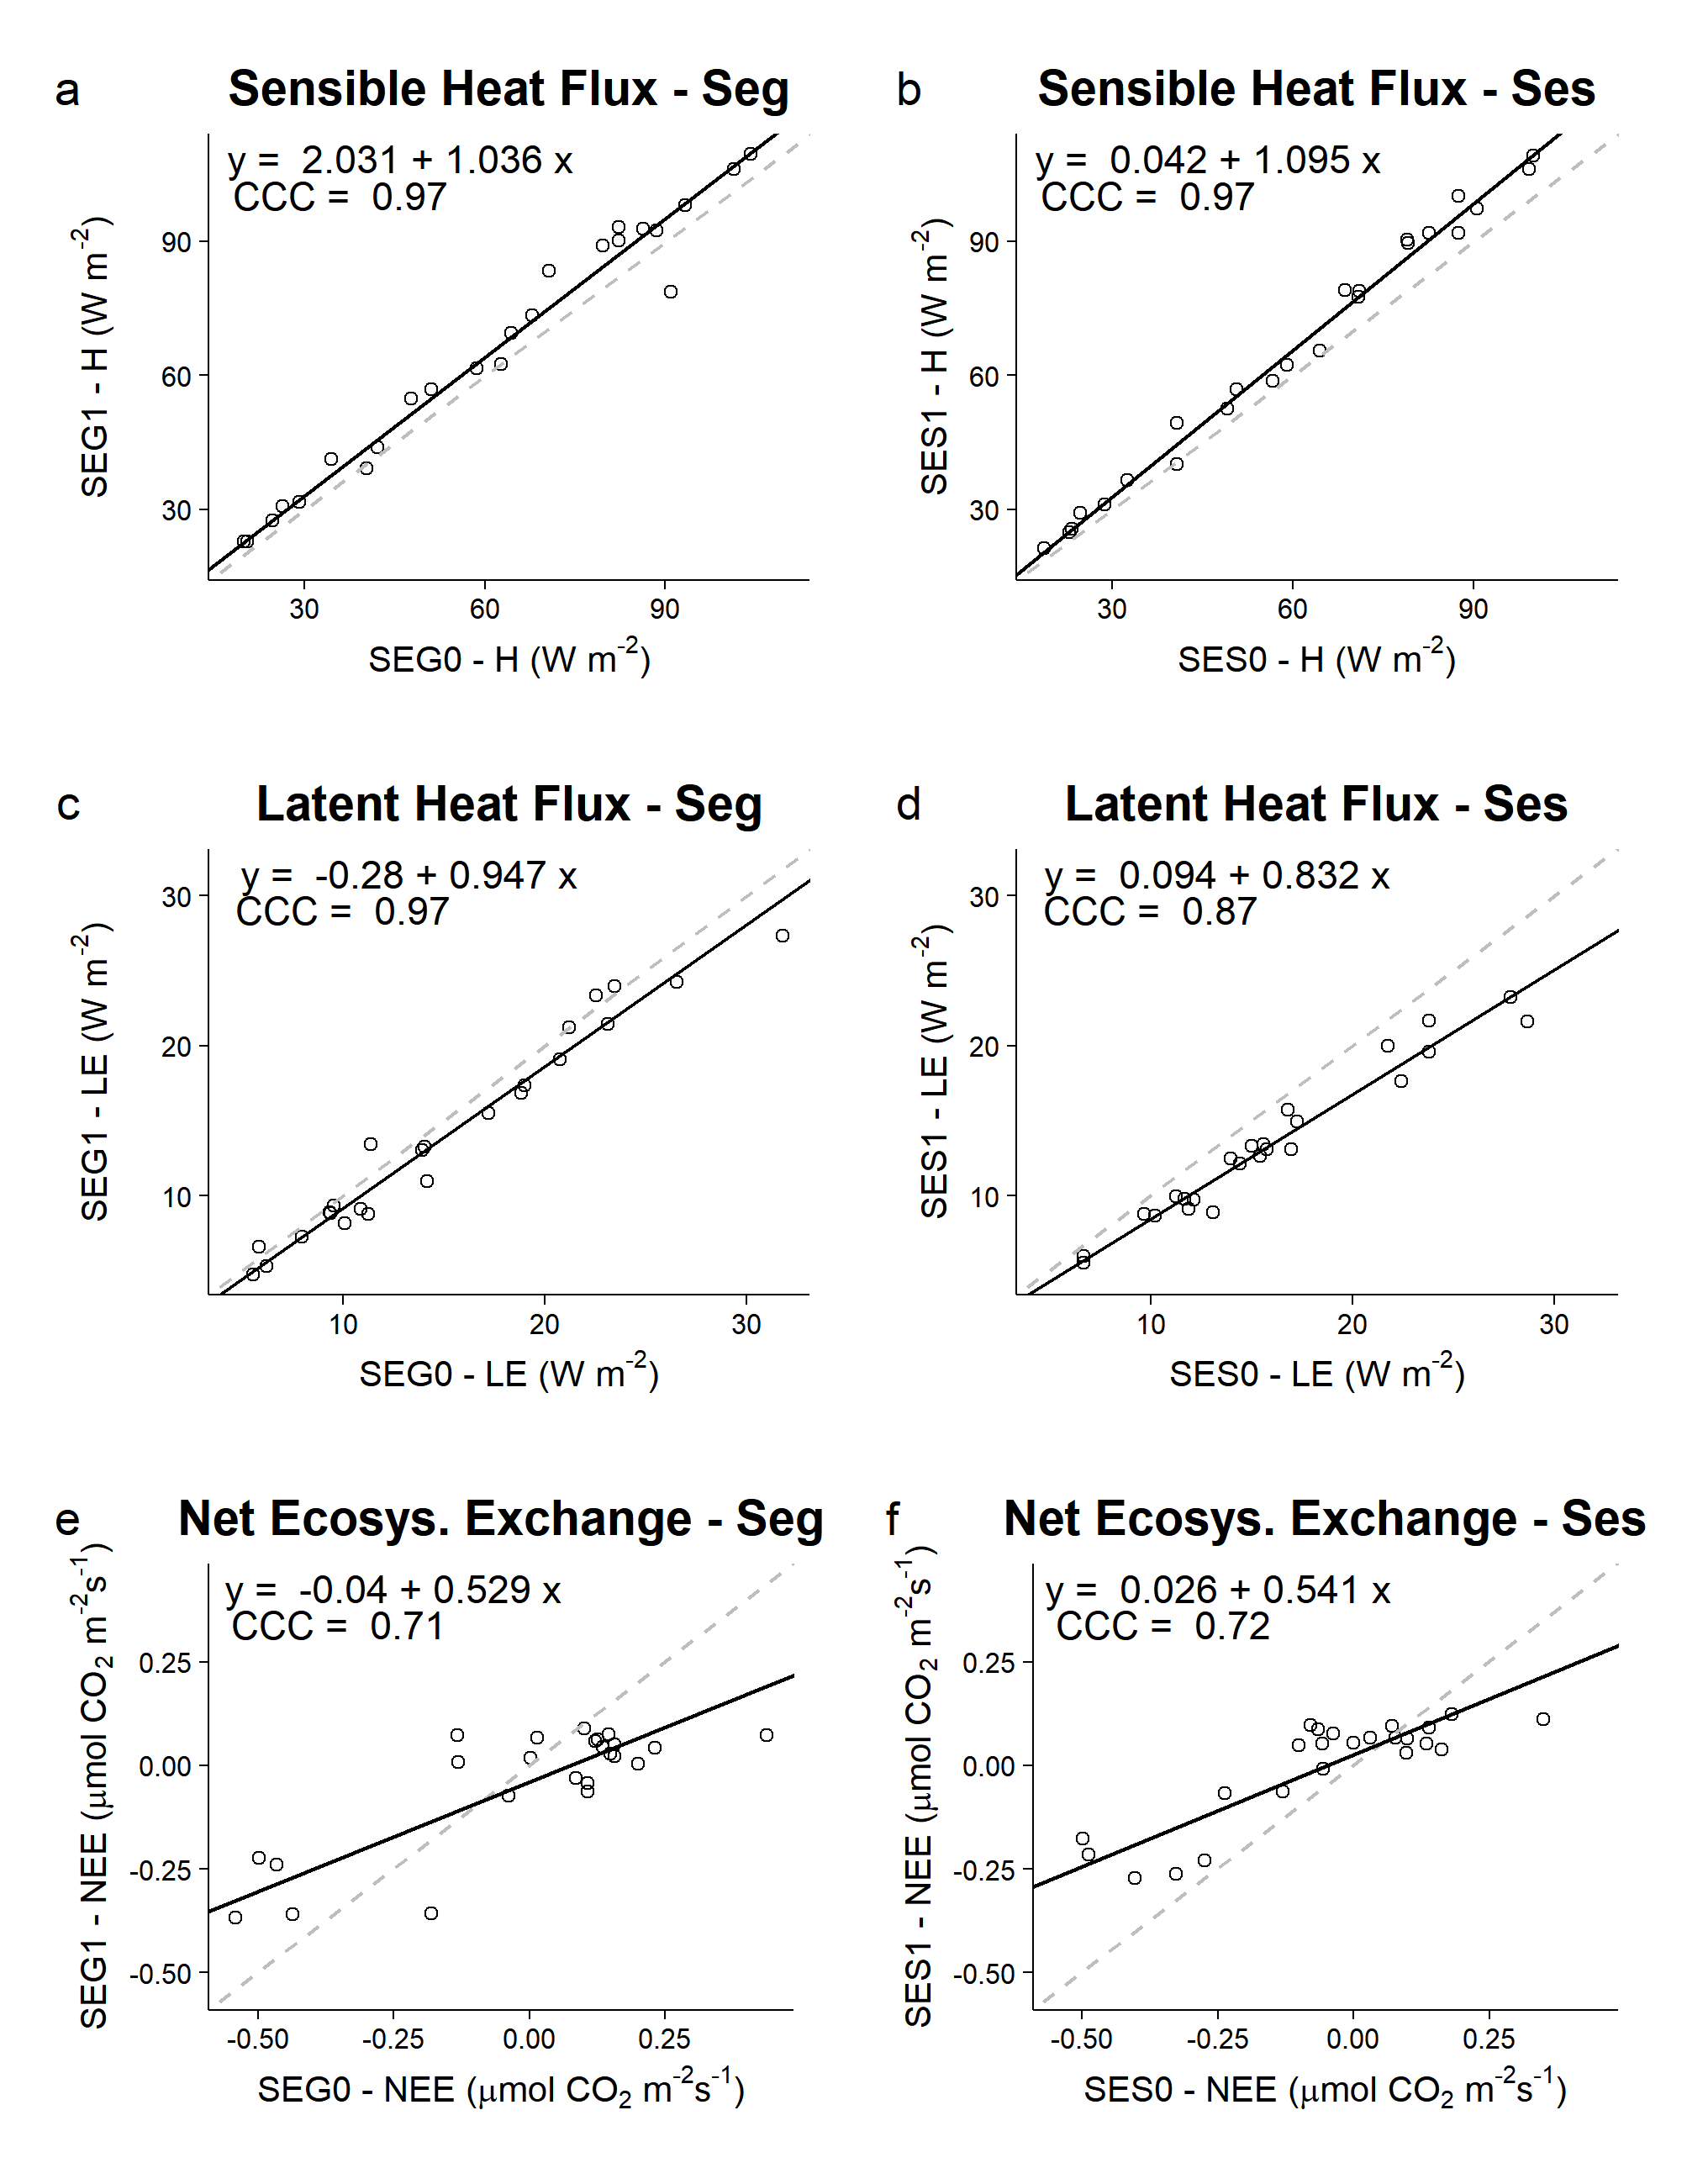 a
Sensible Heat Flux - Seg
y = 2.031 + 1.036 x
CCC = 0.97
SEG1 - H (W m⁻²)
90
60
30
30 60 90
SEG0 - H (W m⁻²)
b
Sensible Heat Flux - Ses
y = 0.042 + 1.095 x
CCC = 0.97
SES1 - H (W m⁻²)
90
60
30
30 60 90
SES0 - H (W m⁻²)
c
Latent Heat Flux - Seg
y = -0.28 + 0.947 x
CCC = 0.97
SEG1 - LE (W m⁻²)
30
20
10
10 20 30
SEG0 - LE (W m⁻²)
d
Latent Heat Flux - Ses
y = 0.094 + 0.832 x
CCC = 0.87
SES1 - LE (W m⁻²)
30
20
10
10 20 30
SES0 - LE (W m⁻²)
e
Net Ecosys. Exchange - Seg
y = -0.04 + 0.529 x
CCC = 0.71
SEG1 - NEE (μmol CO₂ m⁻²s⁻¹)
0.25
0.00
-0.25
-0.50
-0.50 -0.25 0.00 0.25
SEG0 - NEE (μmol CO₂ m⁻²s⁻¹)
f
Net Ecosys. Exchange - Ses
y = 0.026 + 0.541 x
CCC = 0.72
SES1 - NEE (μmol CO₂ m⁻²s⁻¹)
0.25
0.00
-0.25
-0.50
-0.50 -0.25 0.00 0.25
SES0 - NEE (μmol CO₂ m⁻²s⁻¹)